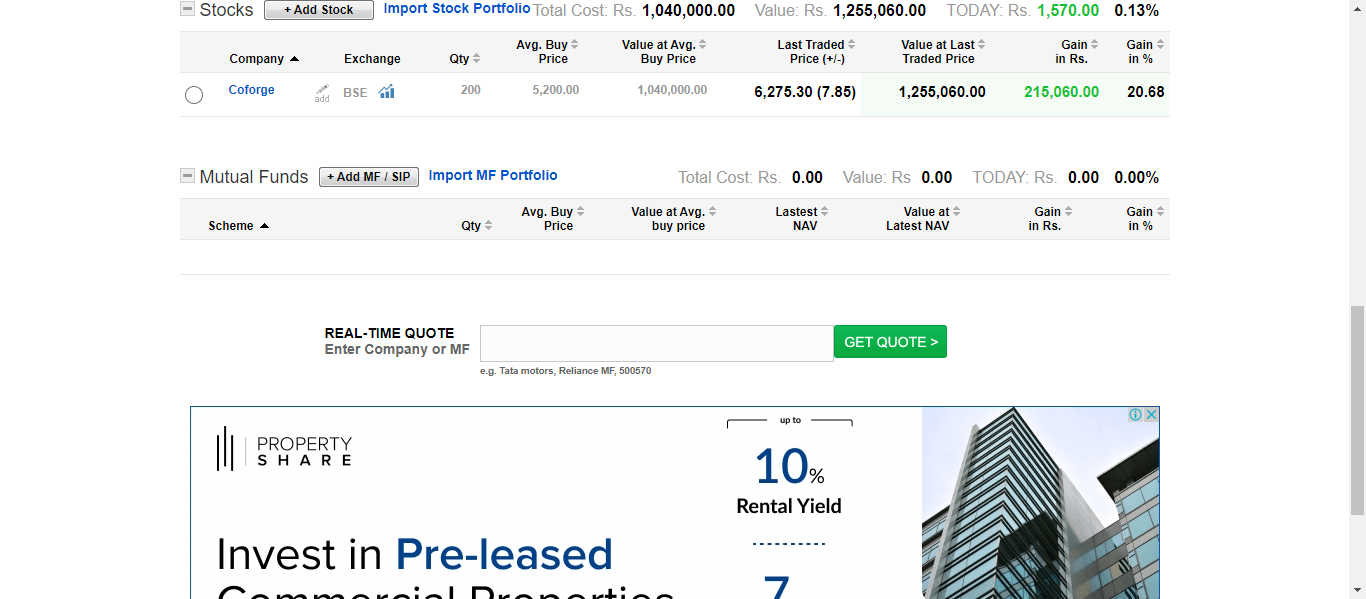 Stocks + Add Stock Import Stock Portfolio Total Cost: Rs. 1,040,000.00 Value: Rs. 1,255,060.00 TODAY: Rs. 1,570.00 0.13%
Avg. Buy Value at Avg. Last Traded Value at Last Gain Gain
Company Exchange Qty Price Buy Price Price (+/-) Traded Price in Rs. in %
Coforge add BSE 200 5,200.00 1,040,000.00 6,275.30 (7.85) 1,255,060.00 215,060.00 20.68
Mutual Funds + Add MF / SIP Import MF Portfolio Total Cost: Rs. 0.00 Value: Rs 0.00 TODAY: Rs. 0.00 0.00%
Avg. Buy Value at Avg. Lastest Value at Gain Gain
Scheme Qty Price buy price NAV Latest NAV in Rs. in %
REAL-TIME QUOTE
Enter Company or MF GET QUOTE >
e.g. Tata motors, Reliance MF, 500570
PROPERTY
SHARE
up to
10%
Rental Yield
7
Invest in Pre-leased
Commercial Properties